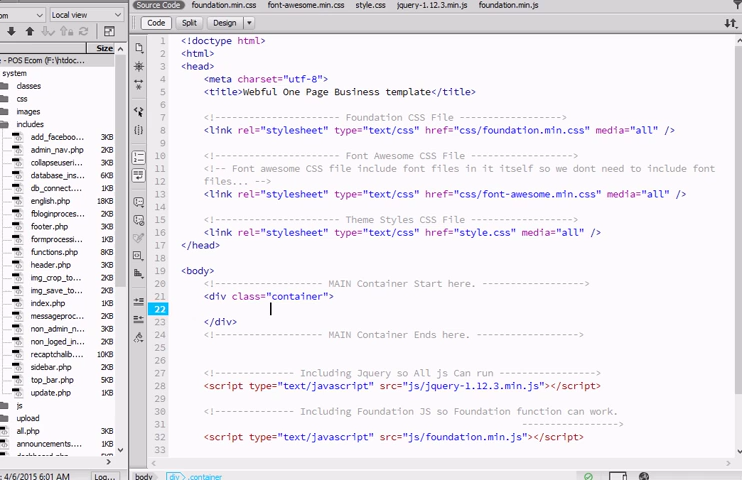 Source Code foundation.min.css font-awesome.min.css style.css jquery-1.12.3.min.js foundation.min.js
om) Local view
Code Split Design
Size
e - POS Ecom (F:\htdoc...
system
classes
css
images
includes
add_faceboo... 3KB
admin_nav.php 2KB
collapseuseri... 3KB
database_ins... 6KB
db_connect.... 1KB
english.php 18KB
fbloginproces... 2KB
footer.php 3KB
formprocessi... 1KB
functions.php 8KB
header.php 3KB
img_crop_to... 2KB
img_save_to... 2KB
index.php 1KB
messageproc... 1KB
non_admin_n... 3KB
non_loged_in... 2KB
recaptchalib.... 10KB
sidebar.php 3KB
top_bar.php 5KB
update.php 1KB
js
upload
all.php 3KB
announcements.... 4KB
4/6/2015 6:01 AM Log...
1 <!doctype html>
2 <html>
3 <head>
4 <meta charset="utf-8">
5 <title>Webful One Page Business template</title>
6
7 <!---------------- Foundation CSS File ------------------->
8 <link rel="stylesheet" type="text/css" href="css/foundation.min.css" media="all" />
9
10 <!---------------- Font Awesome CSS File ------------------->
11 <!-- Font awesome CSS file include font files in it itself so we dont need to include font
12 files... -->
13 <link rel="stylesheet" type="text/css" href="css/font-awesome.min.css" media="all" />
14
15 <!---------------- Theme Styles CSS File ------------------>
16 <link rel="stylesheet" type="text/css" href="style.css" media="all" />
17 </head>
18
19 <body>
20 <!---------------- MAIN Container Start here. ------------------->
21 <div class="container">
22
23 </div>
24 <!---------------- MAIN Container Ends here. ------------------->
25
26
27 <!---------------- Including Jquery so All js Can run ------------------>
28 <script type="text/javascript" src="js/jquery-1.12.3.min.js"></script>
29
30 <!---------------- Including Foundation JS so Foundation function can work.
31 ----------------->
32 <script type="text/javascript" src="js/foundation.min.js"></script>
33
body div .container